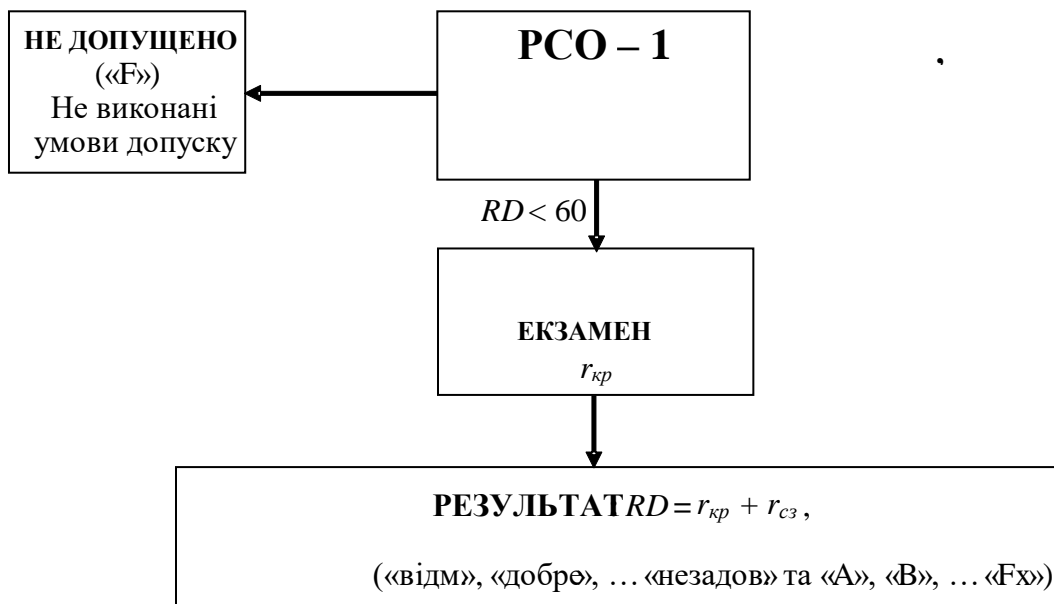 НЕ ДОПУЩЕНО
(«F»)
Не виконані
умови допуску
РСО – 1
,
RD < 60
ЕКЗАМЕН
rкр
РЕЗУЛЬТАТ RD = rкр + rсз ,
(«відм», «добре», … «незадов» та «А», «В», … «Fx»)